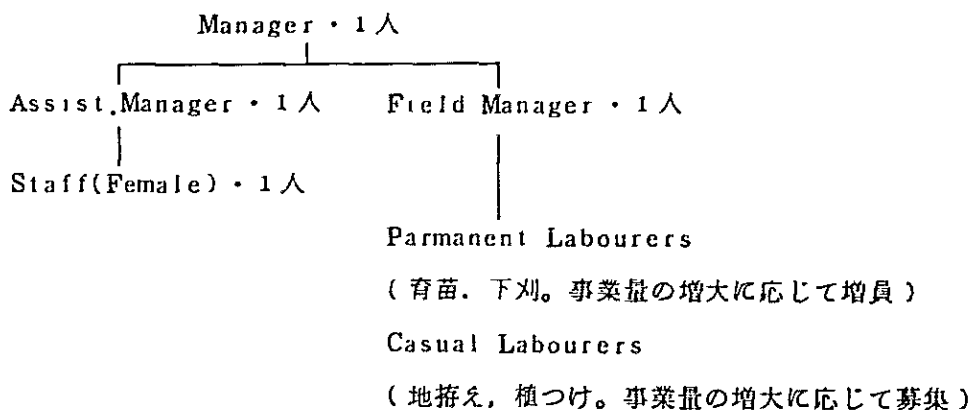 Manager・1人
Assist.Manager・1人 Field Manager・1人
Staff(Female)・1人
Parmanent Labourers
(育苗．下刈。事業量の増大に応じて増員)
Casual Labourers
(地拵え，植つけ。事業量の増大に応じて募集)